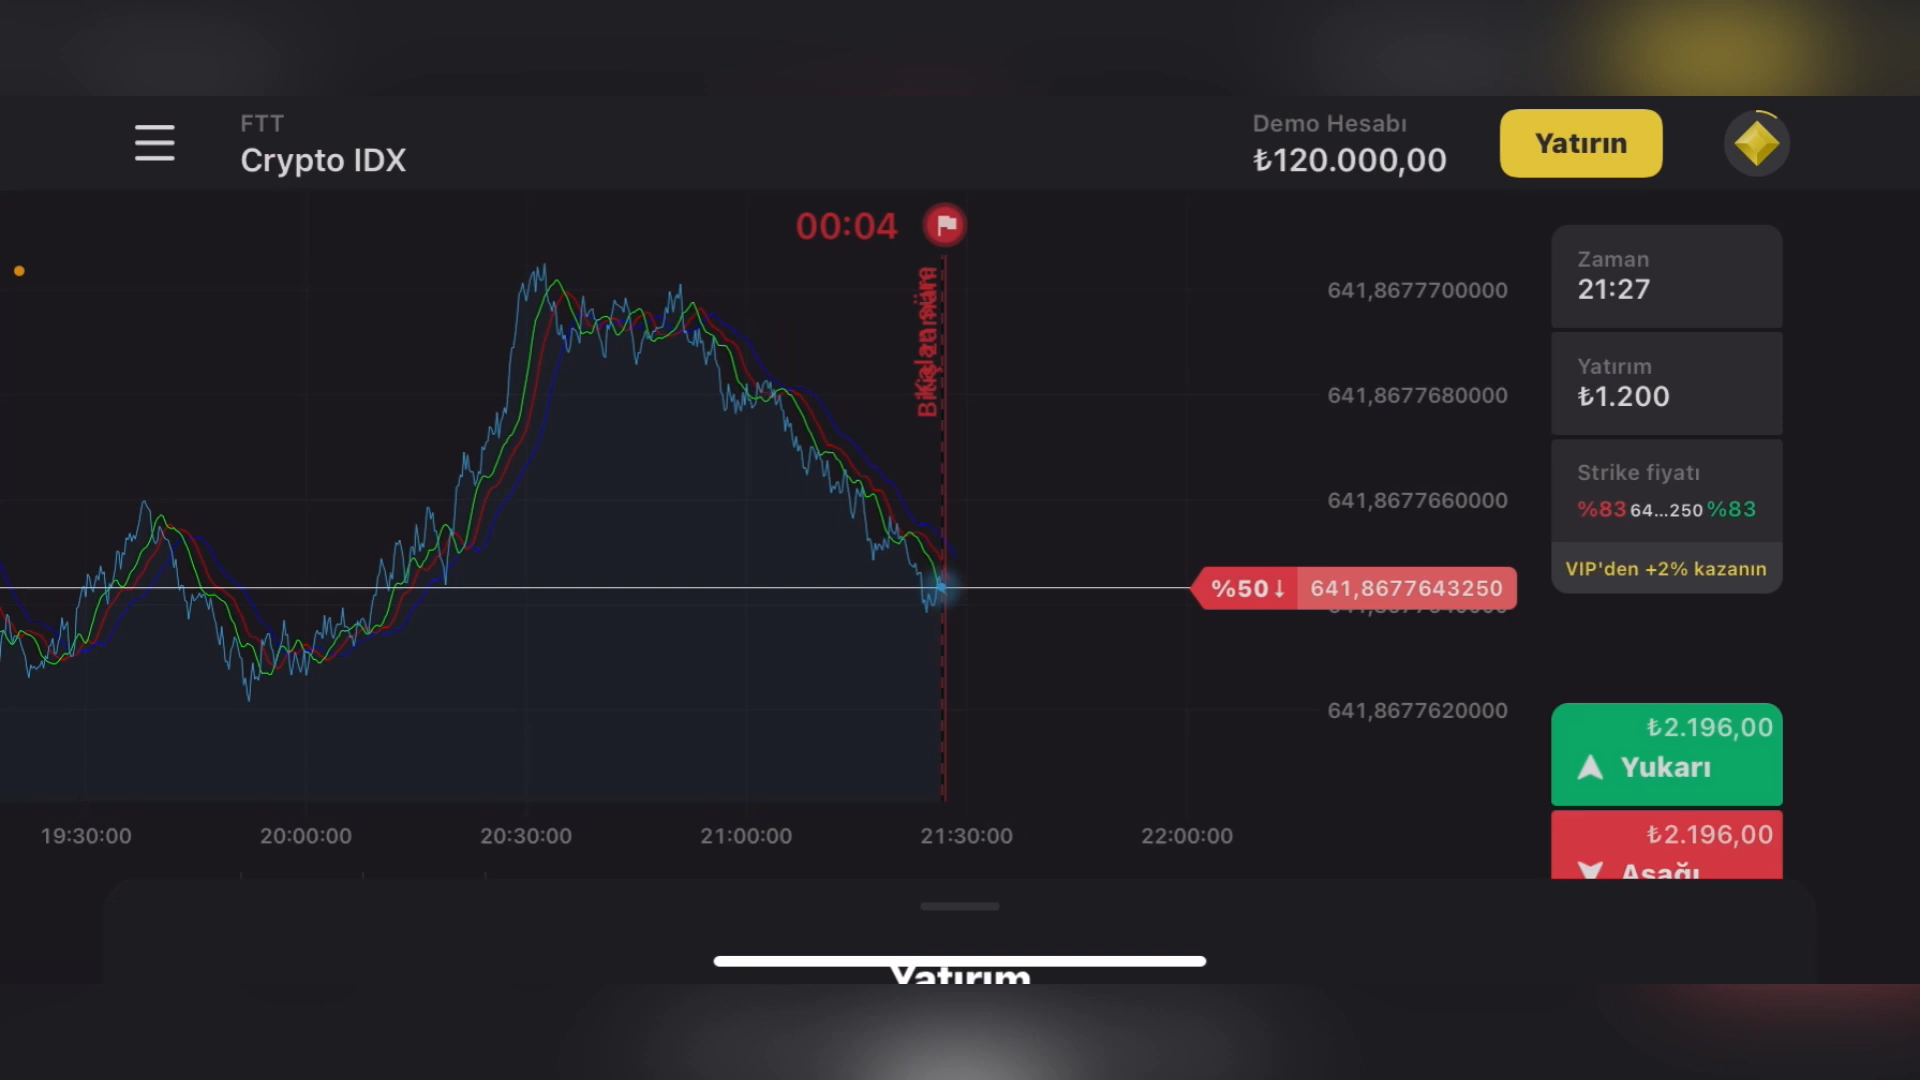 FTT
Crypto IDX
Demo Hesabı
₺120.000,00
Yatırın
00:04
641,8677700000
641,8677680000
641,8677660000
%50↓ 641,8677643250
641,8677620000
Zaman
21:27
Yatırım
₺1.200
Strike fiyatı
%83 64...250 %83
VIP'den +2% kazanın
₺2.196,00
Yukarı
₺2.196,00
Aşağı
19:30:00 20:00:00 20:30:00 21:00:00 21:30:00 22:00:00
Yatırım